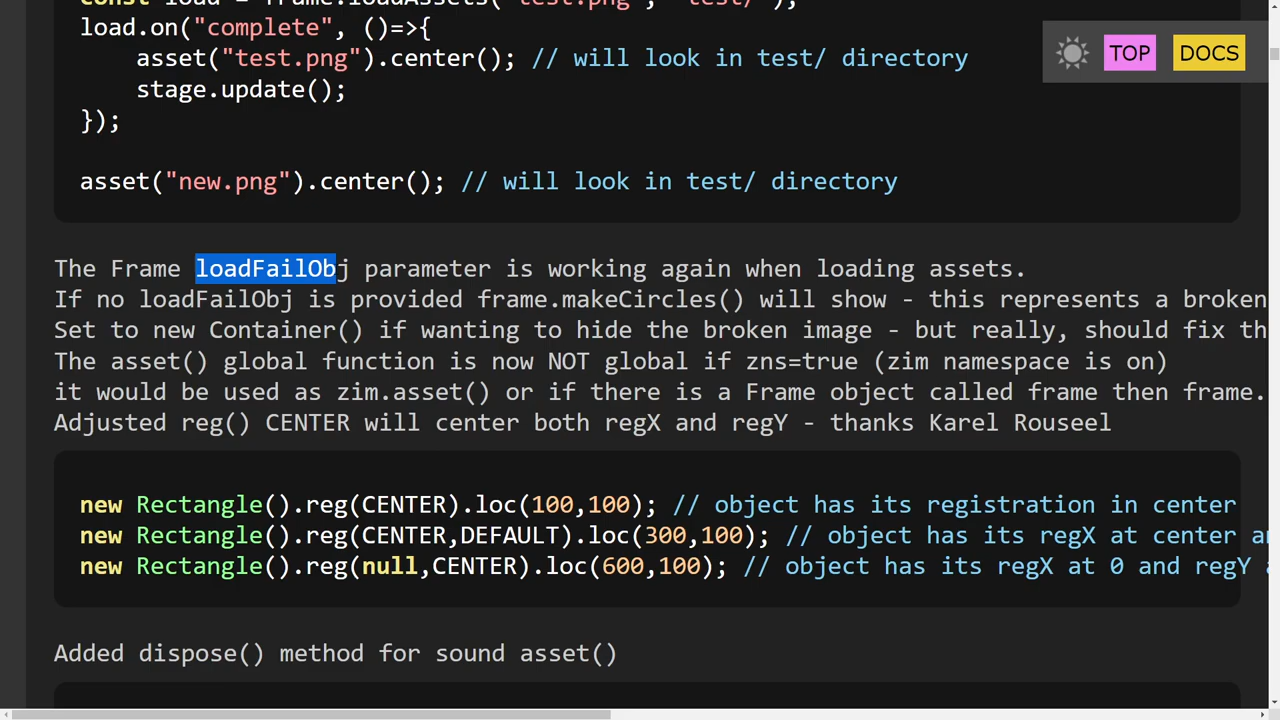 const load = frame.loadAssets("test.png", "test/");
load.on("complete", ()=>{
asset("test.png").center(); // will look in test/ directory
stage.update();
});
asset("new.png").center(); // will look in test/ directory
TOP
DOCS
The Frame loadFailObj parameter is working again when loading assets.
If no loadFailObj is provided frame.makeCircles() will show - this represents a broken
Set to new Container() if wanting to hide the broken image - but really, should fix th
The asset() global function is now NOT global if zns=true (zim namespace is on)
it would be used as zim.asset() or if there is a Frame object called frame then frame.
Adjusted reg() CENTER will center both regX and regY - thanks Karel Rouseel
new Rectangle().reg(CENTER).loc(100,100); // object has its registration in center
new Rectangle().reg(CENTER,DEFAULT).loc(300,100); // object has its regX at center an
new Rectangle().reg(null,CENTER).loc(600,100); // object has its regX at 0 and regY a
Added dispose() method for sound asset()